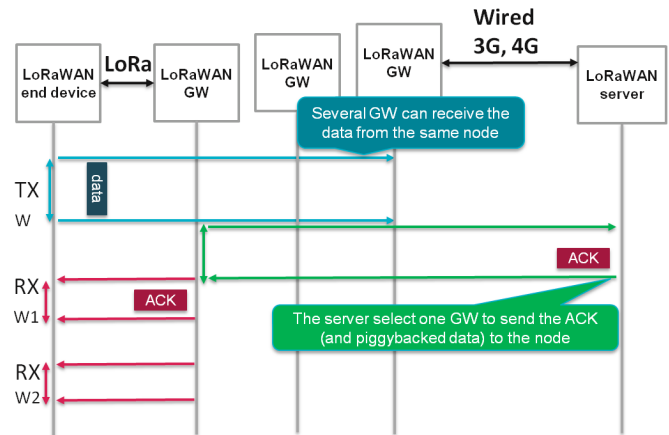 Wired
3G, 4G
LoRaWAN
end device
LoRa
LoRaWAN
GW
LoRaWAN
GW
LoRaWAN
GW
LoRaWAN
server
Several GW can receive the
data from the same node
TX
W
data
ACK
RX
W1
ACK
The server select one GW to send the ACK
(and piggybacked data) to the node
RX
W2